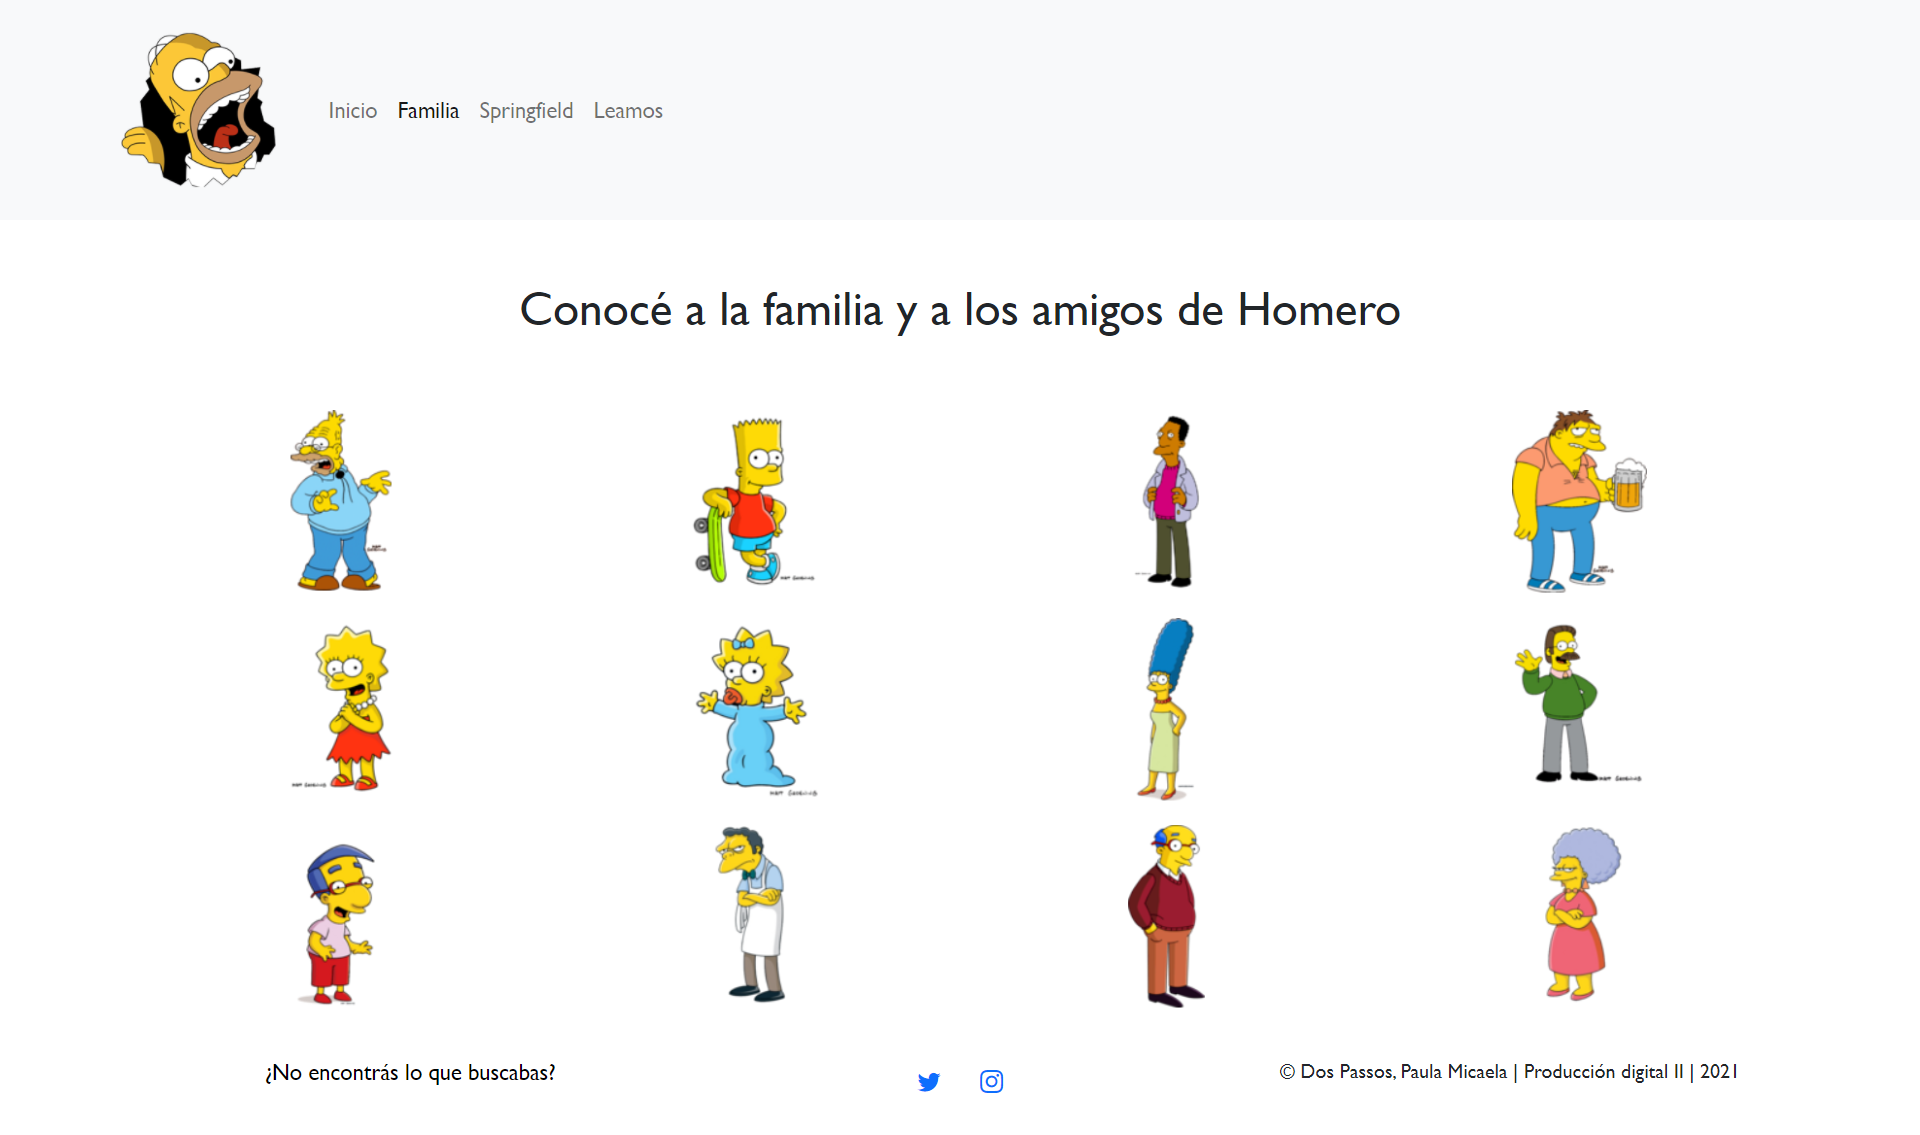 Inicio Familia Springfield Leamos
Conocé a la familia y a los amigos de Homero
¿No encontrás lo que buscabas?
© Dos Passos, Paula Micaela | Producción digital II | 2021